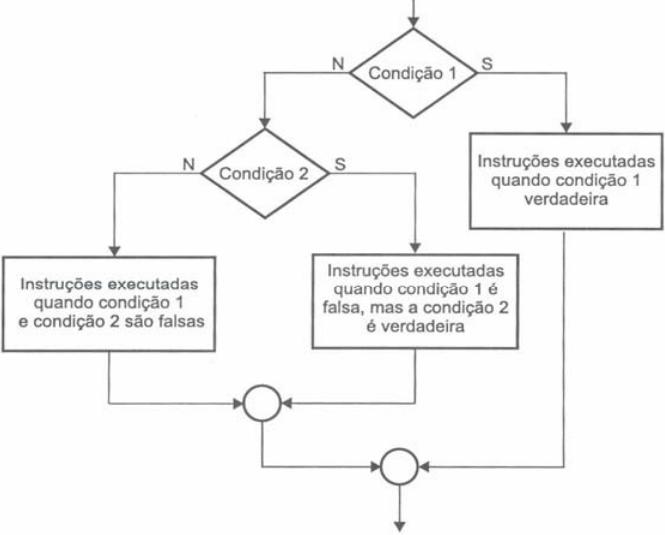 N
Condição 1
S
N
Condição 2
S
Instruções executadas
quando condição 1
verdadeira
Instruções executadas
quando condição 1
e condição 2 são falsas
Instruções executadas
quando condição 1 é
falsa, mas a condição 2
é verdadeira